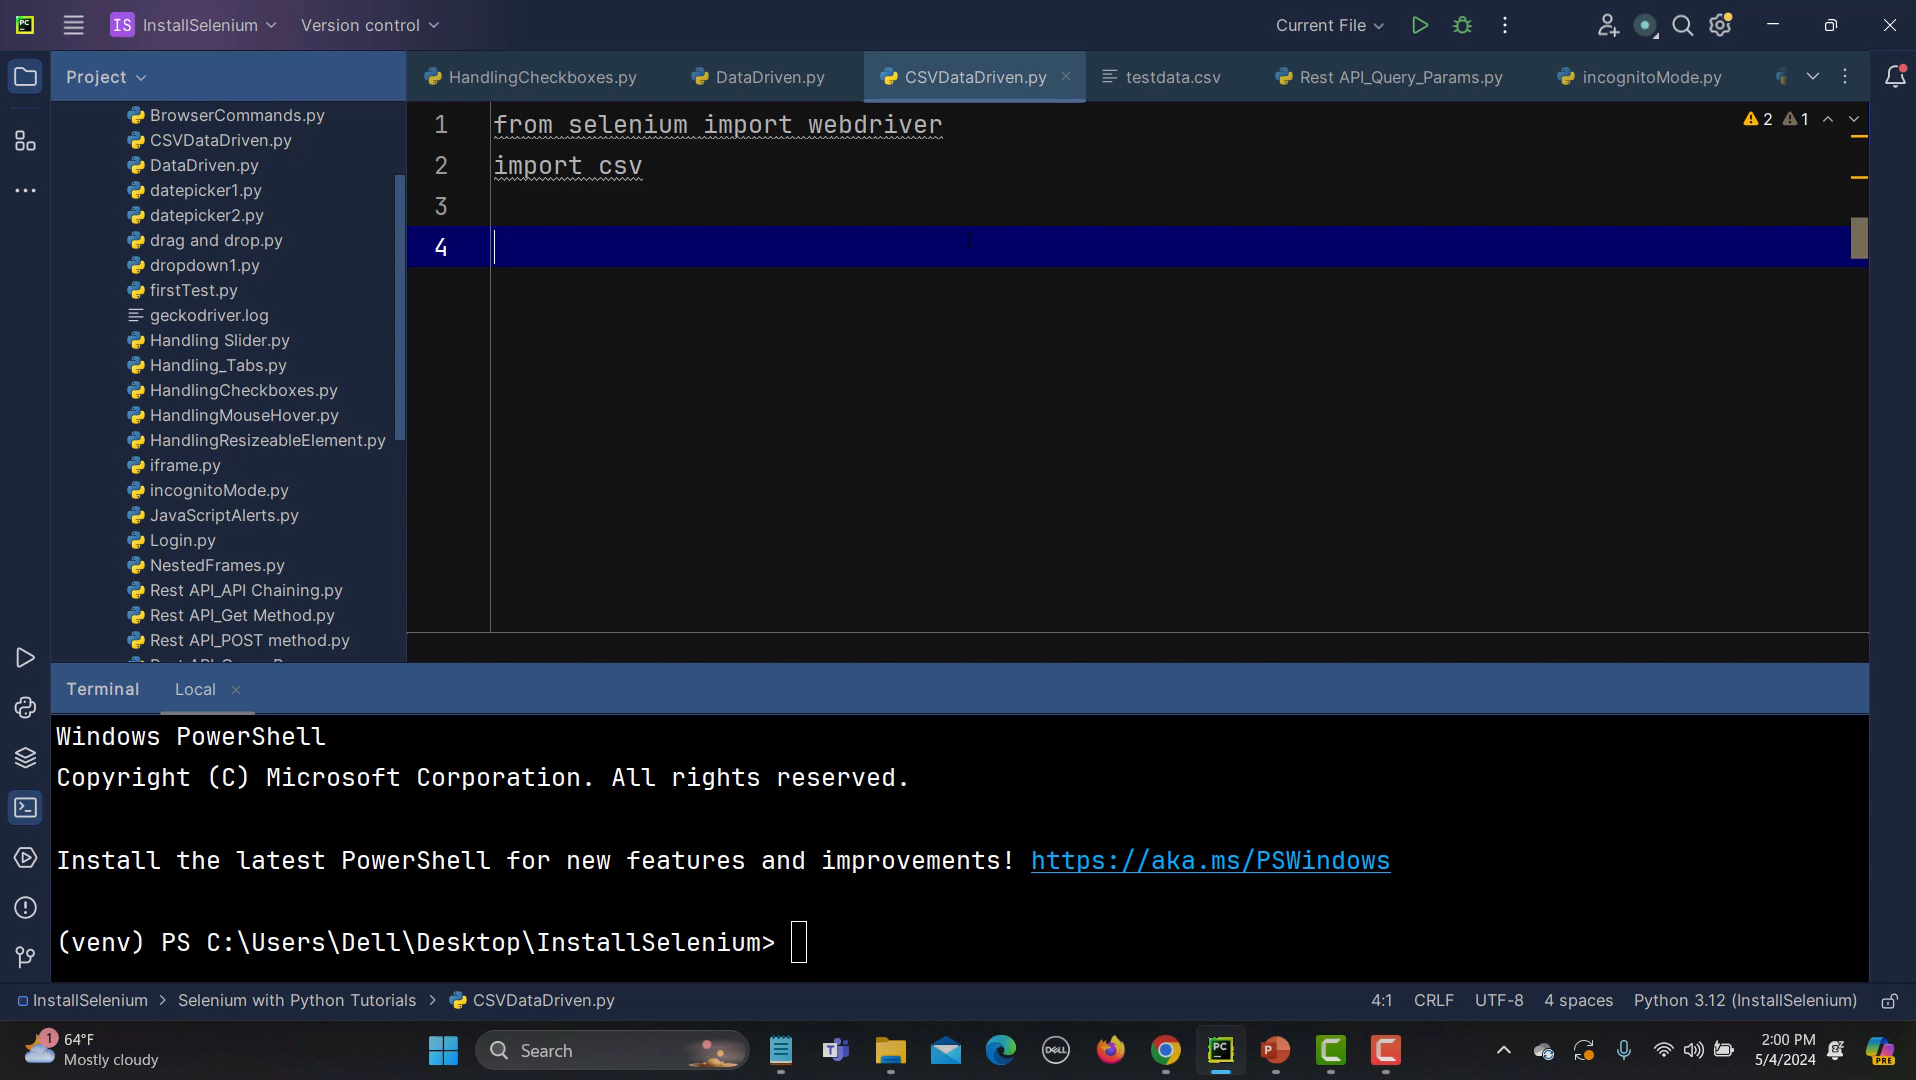 PC
IS InstallSelenium Version control
Current File
Project
HandlingCheckboxes.py
DataDriven.py
CSVDataDriven.py
testdata.csv
Rest API_Query_Params.py
incognitoMode.py
BrowserCommands.py
CSVDataDriven.py
DataDriven.py
datepicker1.py
datepicker2.py
drag and drop.py
dropdown1.py
firstTest.py
geckodriver.log
Handling Slider.py
Handling_Tabs.py
HandlingCheckboxes.py
HandlingMouseHover.py
HandlingResizeableElement.py
iframe.py
incognitoMode.py
JavaScriptAlerts.py
Login.py
NestedFrames.py
Rest API_API Chaining.py
Rest API_Get Method.py
Rest API_POST method.py
1 from selenium import webdriver
2 import csv
3
4
2 1
Terminal Local
Windows PowerShell
Copyright (C) Microsoft Corporation. All rights reserved.
Install the latest PowerShell for new features and improvements! https://aka.ms/PSWindows
(venv) PS C:\Users\Dell\Desktop\InstallSelenium>
InstallSelenium > Selenium with Python Tutorials > CSVDataDriven.py
4:1 CRLF UTF-8 4 spaces Python 3.12 (InstallSelenium)
1
64°F
Mostly cloudy
Search
DELL
PC
2:00 PM
5/4/2024
PRE